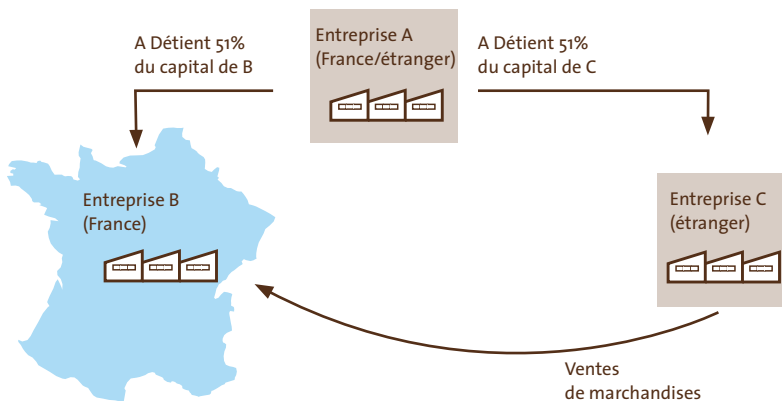 A Détient 51%
du capital de B
Entreprise A
(France/étranger)
A Détient 51%
du capital de C
Entreprise B
(France)
Entreprise C
(étranger)
Ventes
de marchandises